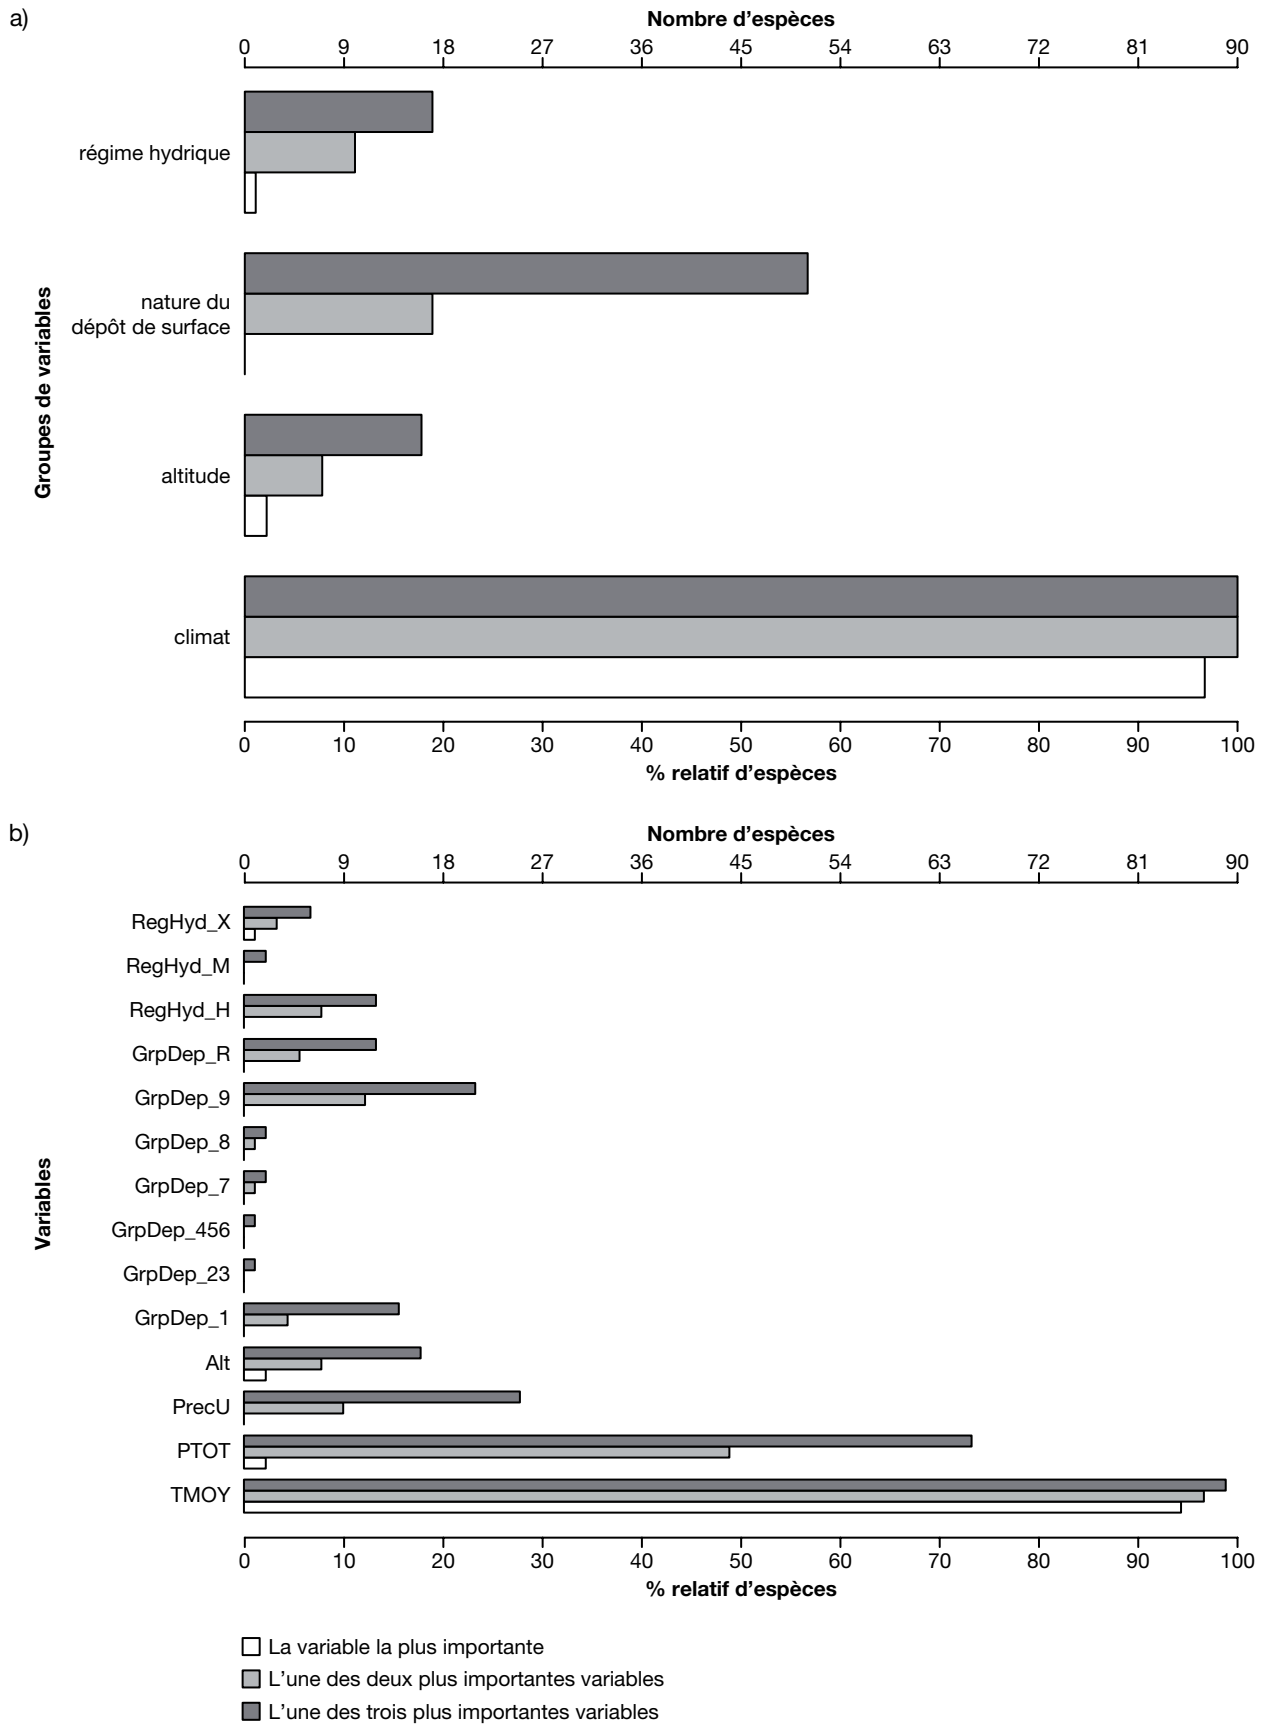 a)
Nombre d’espèces
0 9 18 27 36 45 54 63 72 81 90
Groupes de variables
régime hydrique
nature du
dépôt de surface
altitude
climat
0 10 20 30 40 50 60 70 80 90 100
% relatif d’espèces
b)
Nombre d’espèces
0 9 18 27 36 45 54 63 72 81 90
Variables
RegHyd_X
RegHyd_M
RegHyd_H
GrpDep_R
GrpDep_9
GrpDep_8
GrpDep_7
GrpDep_456
GrpDep_23
GrpDep_1
Alt
PrecU
PTOT
TMOY
0 10 20 30 40 50 60 70 80 90 100
% relatif d’espèces
La variable la plus importante
L’une des deux plus importantes variables
L’une des trois plus importantes variables